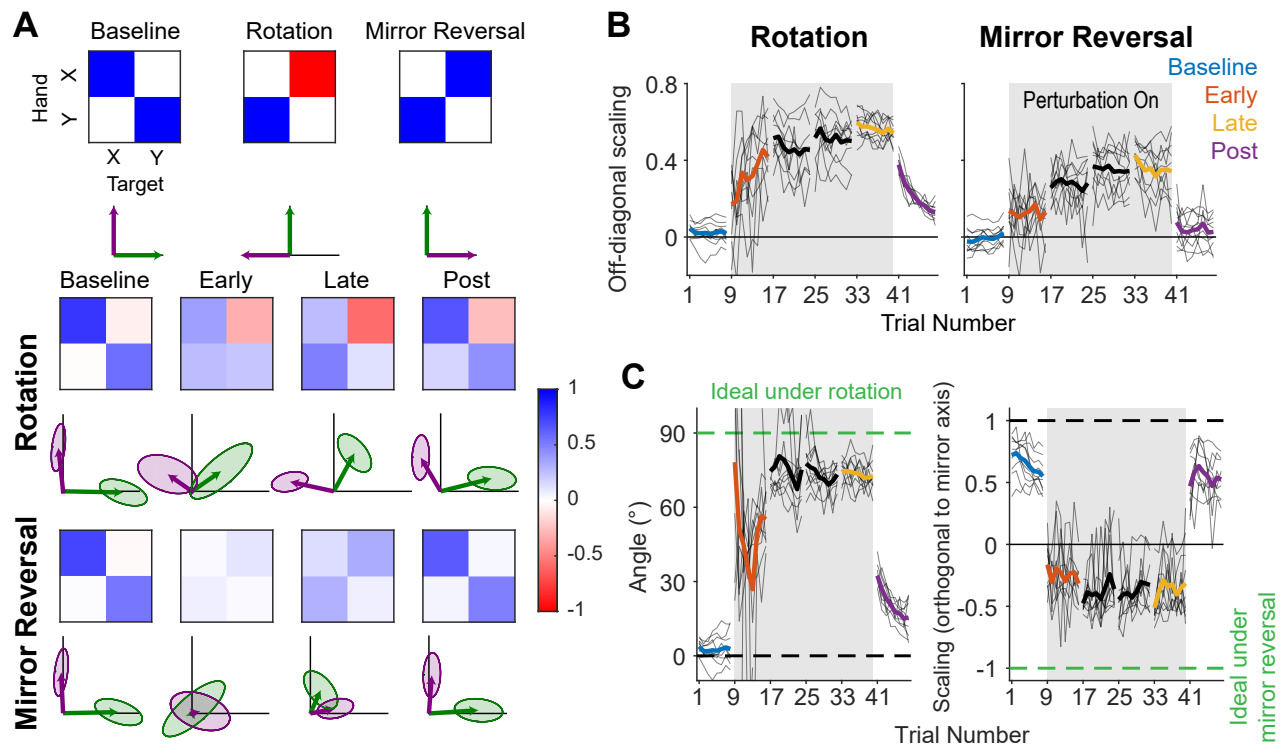 A
Baseline
Rotation
Mirror Reversal
Hand
X
Y
X Y
Target
Baseline
Early
Late
Post
Rotation
Mirror Reversal
1
0.5
0
-0.5
-1
B
Rotation
Mirror Reversal
Baseline
Early
Late
Post
Perturbation On
Off-diagonal scaling
0.8
0.4
0
1 9 17 25 33 41
1 9 17 25 33 41
Trial Number
C
Ideal under rotation
Angle (°)
90
60
30
0
1 9 17 25 33 41
Scaling (orthogonal to mirror axis)
1
0.5
0
-0.5
-1
1 9 17 25 33 41
Ideal under
mirror reversal
Trial Number